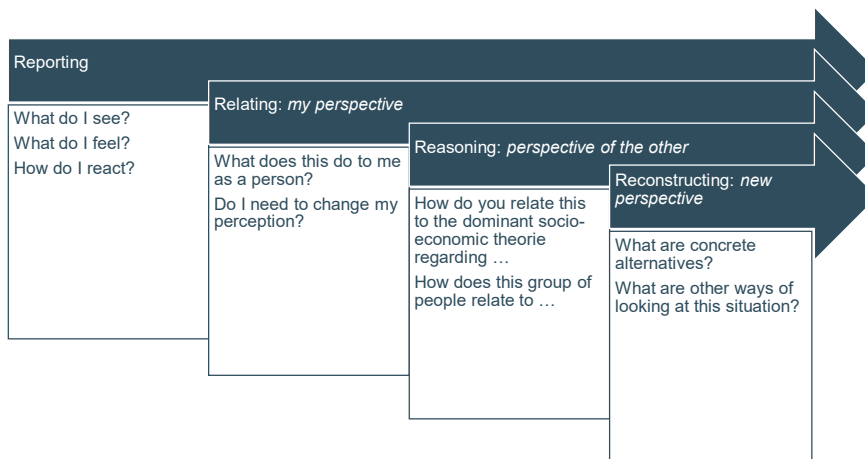 Reporting
What do I see?
What do I feel?
How do I react?
Relating: my perspective
What does this do to me
as a person?
Do I need to change my
perception?
Reasoning: perspective of the other
How do you relate this
to the dominant socio-
economic theorie
regarding …
How does this group of
people relate to …
Reconstructing: new
perspective
What are concrete
alternatives?
What are other ways of
looking at this situation?